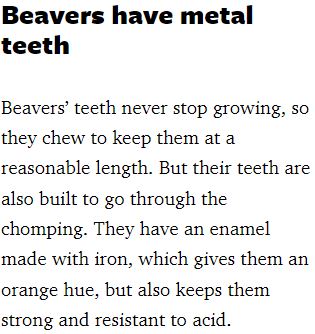 Beavers have metal
teeth
Beavers’ teeth never stop growing, so
they chew to keep them at a
reasonable length. But their teeth are
also built to go through the
chomping. They have an enamel
made with iron, which gives them an
orange hue, but also keeps them
strong and resistant to acid.